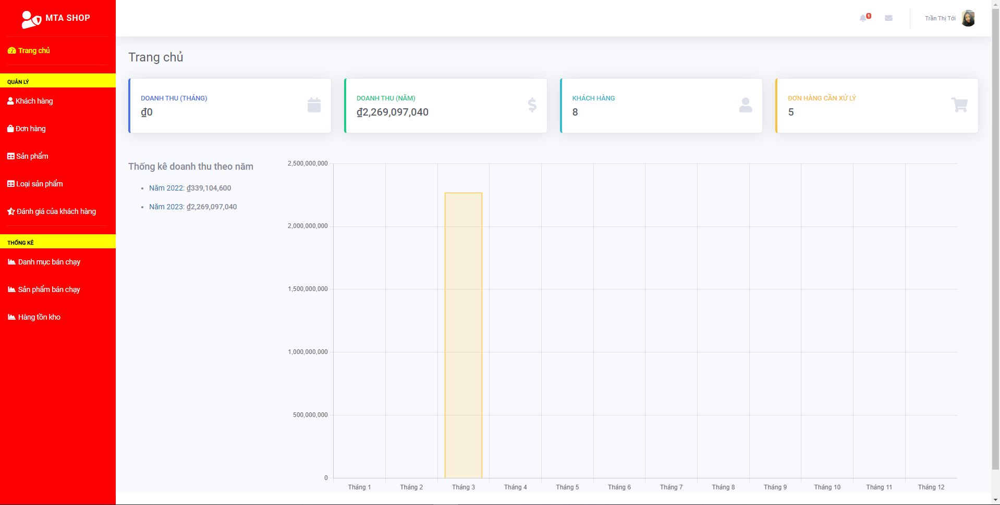 MTA SHOP
1
Trần Thị Tới
Trang chủ
QUẢN LÝ
Khách hàng
Đơn hàng
Sản phẩm
Loại sản phẩm
Đánh giá của khách hàng
THỐNG KÊ
Danh mục bán chạy
Sản phẩm bán chạy
Hàng tồn kho
Trang chủ
DOANH THU (THÁNG)
₫0
DOANH THU (NĂM)
₫2,269,097,040
KHÁCH HÀNG
8
ĐƠN HÀNG CẦN XỬ LÝ
5
Thống kê doanh thu theo năm
Năm 2022: ₫339,104,600
Năm 2023: ₫2,269,097,040
2,500,000,000
2,000,000,000
1,500,000,000
1,000,000,000
500,000,000
0
Tháng 1 Tháng 2 Tháng 3 Tháng 4 Tháng 5 Tháng 6 Tháng 7 Tháng 8 Tháng 9 Tháng 10 Tháng 11 Tháng 12